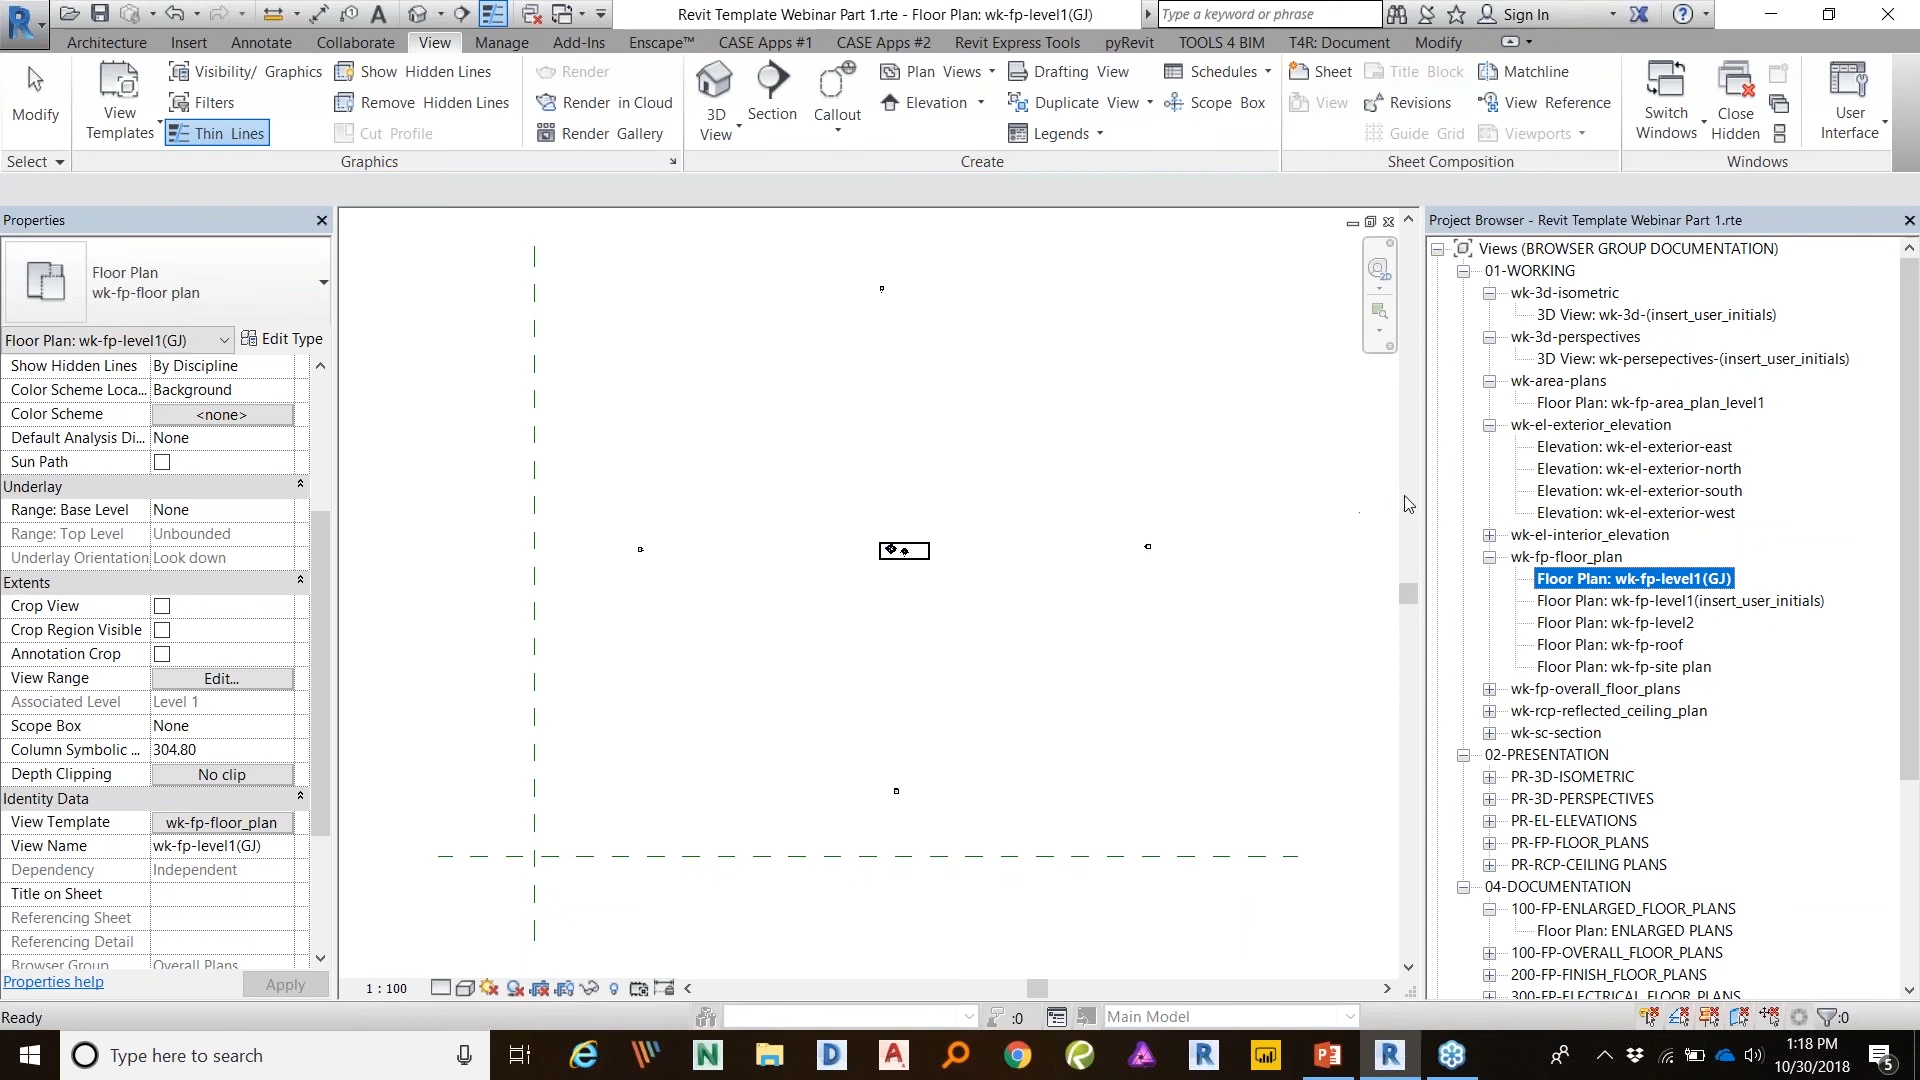 Revit Template Webinar Part 1.rte - Floor Plan: wk-fp-level1(GJ)
Type a keyword or phrase
Sign In
Architecture Insert Annotate Collaborate View Manage Add-Ins Enscape™ CASE Apps #1 CASE Apps #2 Revit Express Tools pyRevit TOOLS 4 BIM T4R: Document Modify
Modify
Select
View Templates
Visibility/ Graphics
Filters
Thin Lines
Show Hidden Lines
Remove Hidden Lines
Cut Profile
Graphics
Render
Render in Cloud
Render Gallery
3D View
Section
Callout
Plan Views
Elevation
Drafting View
Duplicate View
Legends
Schedules
Scope Box
Create
Sheet
View
Title Block
Revisions
Guide Grid
Matchline
View Reference
Viewports
Sheet Composition
Switch Windows
Close Hidden
User Interface
Windows
Properties
Floor Plan
wk-fp-floor plan
Floor Plan: wk-fp-level1(GJ) Edit Type
Show Hidden Lines By Discipline
Color Scheme Loca... Background
Color Scheme <none>
Default Analysis Di... None
Sun Path
Underlay
Range: Base Level None
Range: Top Level Unbounded
Underlay Orientation Look down
Extents
Crop View
Crop Region Visible
Annotation Crop
View Range Edit...
Associated Level Level 1
Scope Box None
Column Symbolic ... 304.80
Depth Clipping No clip
Identity Data
View Template wk-fp-floor_plan
View Name wk-fp-level1(GJ)
Dependency Independent
Title on Sheet
Referencing Sheet
Referencing Detail
Browser Group Overall Plans
Properties help Apply
2D
1 : 100
Project Browser - Revit Template Webinar Part 1.rte
Views (BROWSER GROUP DOCUMENTATION)
01-WORKING
wk-3d-isometric
3D View: wk-3d-(insert_user_initials)
wk-3d-perspectives
3D View: wk-persepectives-(insert_user_initials)
wk-area-plans
Floor Plan: wk-fp-area_plan_level1
wk-el-exterior_elevation
Elevation: wk-el-exterior-east
Elevation: wk-el-exterior-north
Elevation: wk-el-exterior-south
Elevation: wk-el-exterior-west
wk-el-interior_elevation
wk-fp-floor_plan
Floor Plan: wk-fp-level1(GJ)
Floor Plan: wk-fp-level1(insert_user_initials)
Floor Plan: wk-fp-level2
Floor Plan: wk-fp-roof
Floor Plan: wk-fp-site plan
wk-fp-overall_floor_plans
wk-rcp-reflected_ceiling_plan
wk-sc-section
02-PRESENTATION
PR-3D-ISOMETRIC
PR-3D-PERSPECTIVES
PR-EL-ELEVATIONS
PR-FP-FLOOR_PLANS
PR-RCP-CEILING PLANS
04-DOCUMENTATION
100-FP-ENLARGED_FLOOR_PLANS
Floor Plan: ENLARGED PLANS
100-FP-OVERALL_FLOOR_PLANS
200-FP-FINISH_FLOOR_PLANS
300-FP-ELECTRICAL_FLOOR_PLANS
Ready
:0
Main Model
:0
Type here to search
1:18 PM
10/30/2018
5